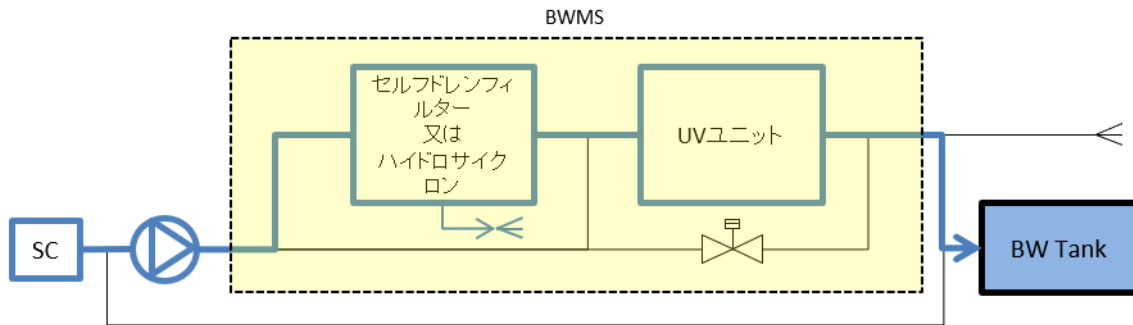 BWMS
セルフドレンフィ
ルター
又は
ハイドロサイク
ロン
UVユニット
SC
BW Tank